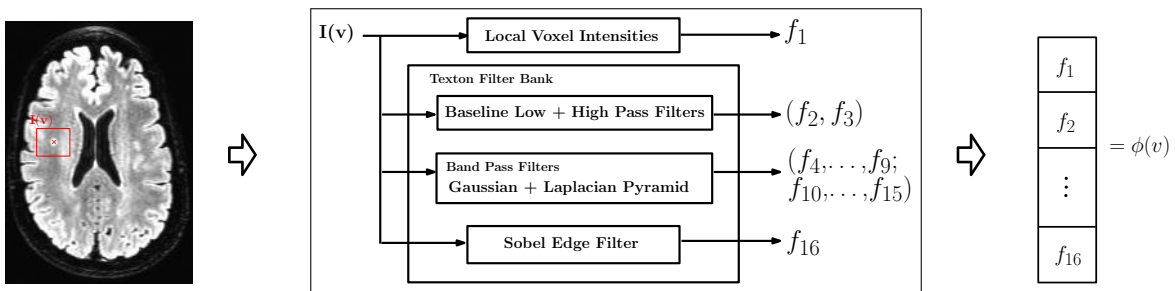 I(v)
I(v)
Local Voxel Intensities
f1
Texton Filter Bank
Baseline Low + High Pass Filters
(f2, f3)
Band Pass Filters
Gaussian + Laplacian Pyramid
(f4,...,f9;
f10,...,f15)
Sobel Edge Filter
f16
f1
f2
⋮
f16
= ϕ(v)